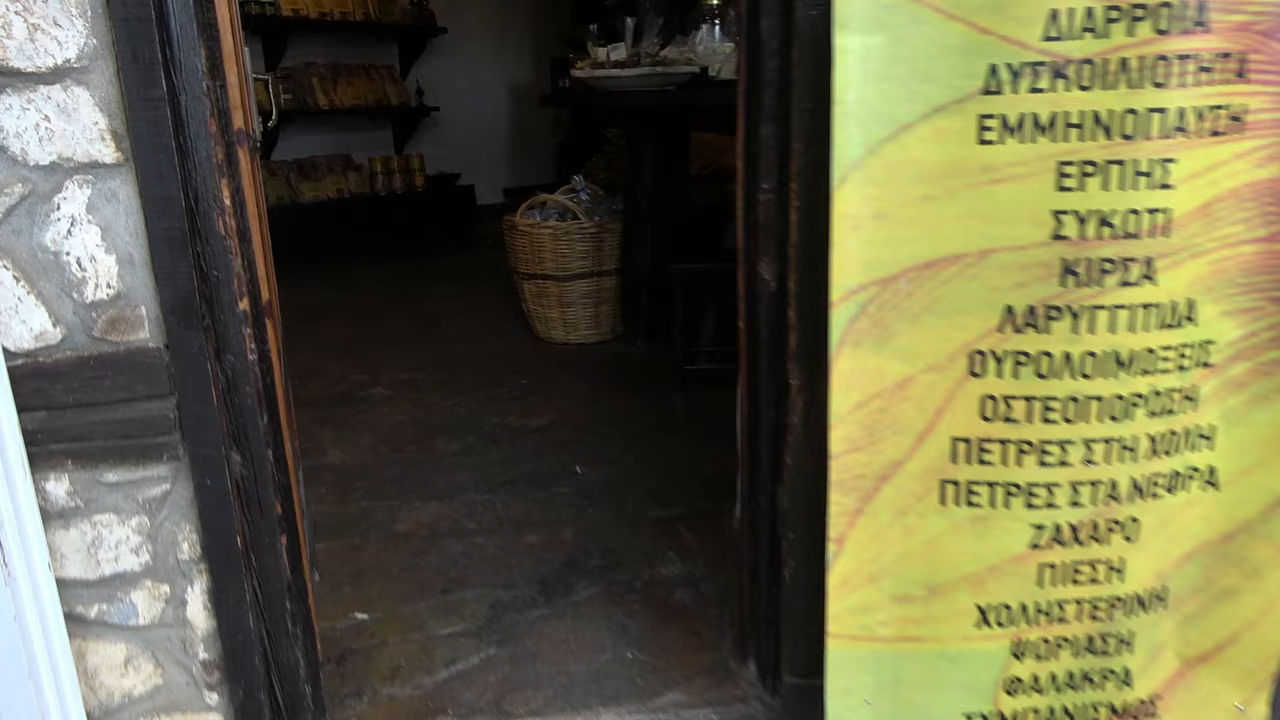 ΔΙΑΡΡΟΙΑ
ΔΥΣΚΟΙΛΙΟΤΗΤΑ
ΕΜΜΗΝΟΠΑΥΣΗ
ΕΡΠΗΣ
ΣΥΚΩΤΙ
ΚΙΡΣΑ
ΛΑΡΥΓΓΙΤΙΔΑ
ΟΥΡΟΛΟΙΜΩΞΕΙΣ
ΟΣΤΕΟΠΟΡΩΣΗ
ΠΕΤΡΕΣ ΣΤΗ ΧΟΛΗ
ΠΕΤΡΕΣ ΣΤΑ ΝΕΦΡΑ
ΖΑΧΑΡΟ
ΠΙΕΣΗ
ΧΟΛΗΣΤΕΡΙΝΗ
ΨΩΡΙΑΣΗ
ΦΑΛΑΚΡΑ
ΤΥΜΠΑΝΙΣΜΟΣ